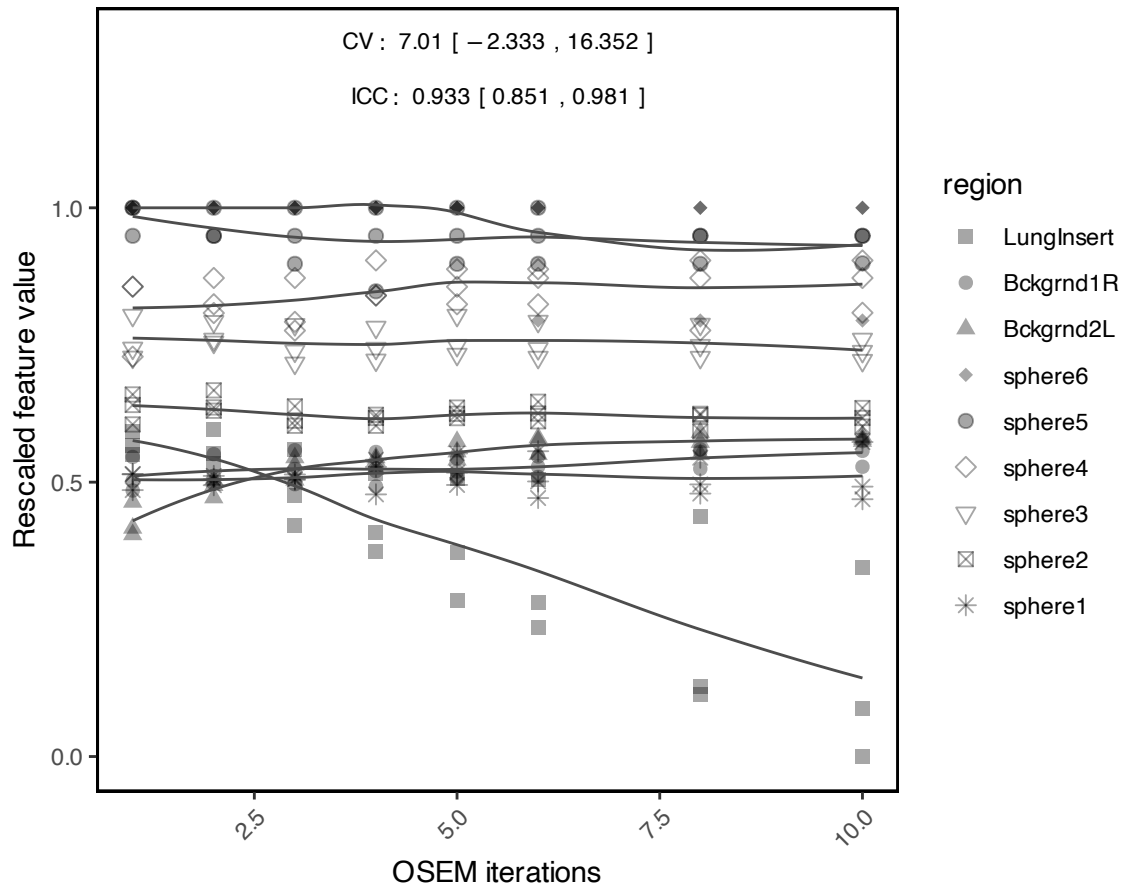 CV : 7.01 [ −2.333 , 16.352 ]
ICC : 0.933 [ 0.851 , 0.981 ]
1.0
0.5
0.0
Rescaled feature value
2.5
5.0
7.5
10.0
OSEM iterations
region
LungInsert
Bckgrnd1R
Bckgrnd2L
sphere6
sphere5
sphere4
sphere3
sphere2
sphere1